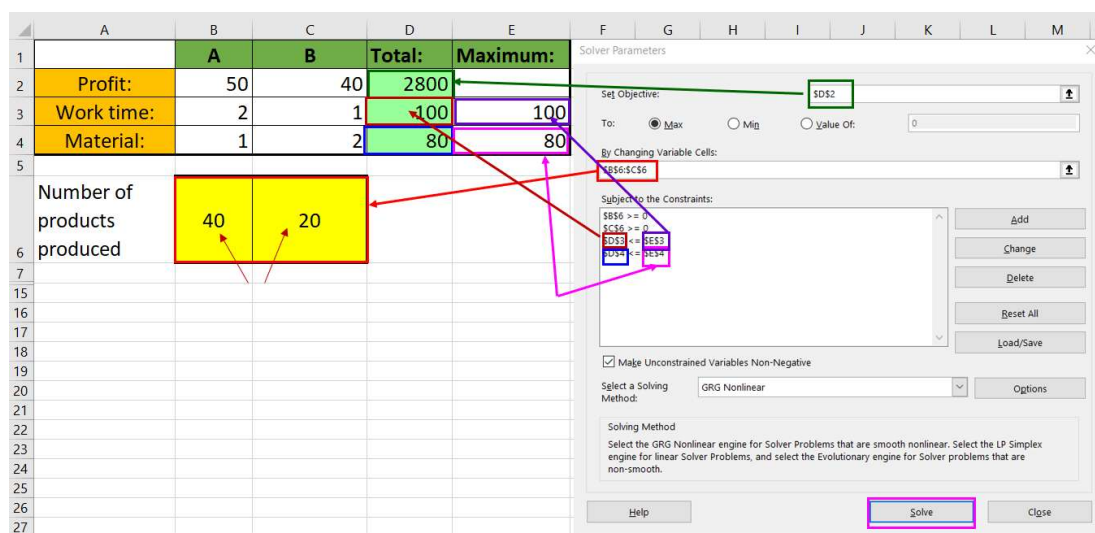 A B C D E F G H I J K L M
1 A B Total: Maximum:
2 Profit: 50 40 2800
3 Work time: 2 1 100 100
4 Material: 1 2 80 80
5
Number of
products 40 20
6 produced
7
15
16
17
18
19
20
21
22
23
24
25
26
27
Solver Parameters
Set Objective: $D$2
To: Max Min Value Of: 0
By Changing Variable Cells:
$B$6:$C$6
Subject to the Constraints:
$B$6 >= 0
$C$6 >= 0
$D$3 <= $E$3
$D$4 <= $E$4
Add
Change
Delete
Reset All
Load/Save
Make Unconstrained Variables Non-Negative
Select a Solving GRG Nonlinear Options
Method:
Solving Method
Select the GRG Nonlinear engine for Solver Problems that are smooth nonlinear. Select the LP Simplex
engine for linear Solver Problems, and select the Evolutionary engine for Solver problems that are
non-smooth.
Help Solve Close